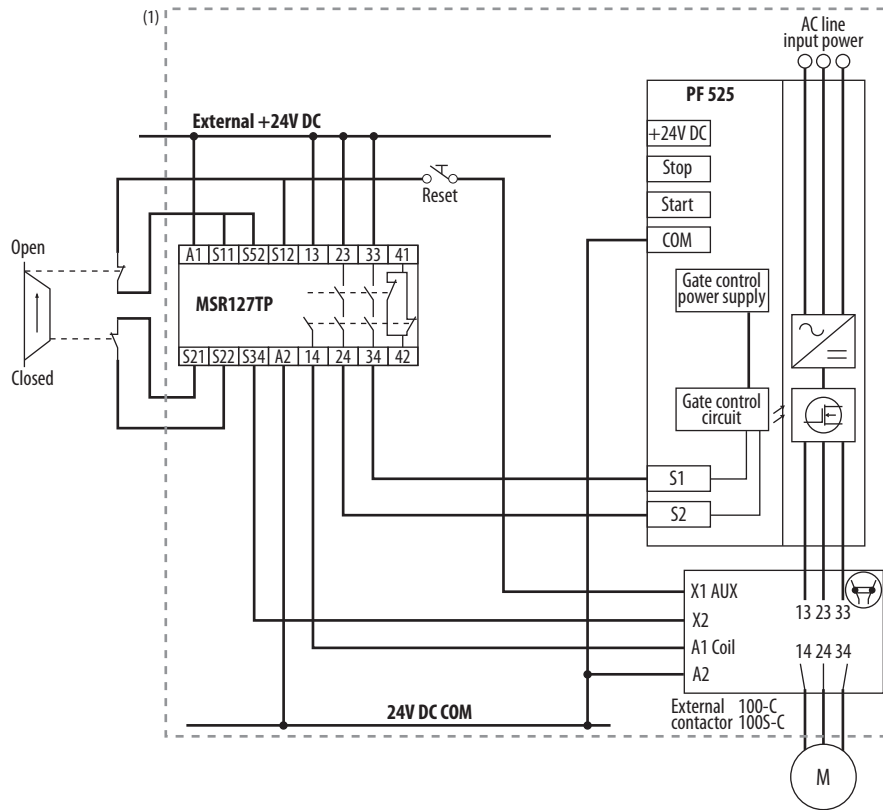 (1)
AC line
input power
PF 525
External +24V DC
+24V DC
Stop
Reset
Start
COM
Open
A1 S11 S52 S12 13 23 33 41
Gate control
power supply
MSR127TP
S21 S22 S34 A2 14 24 34 42
Closed
Gate control
circuit
S1
S2
X1 AUX
13 23 33
X2
A1 Coil
14 24 34
A2
24V DC COM
External 100-C
contactor 100S-C
M